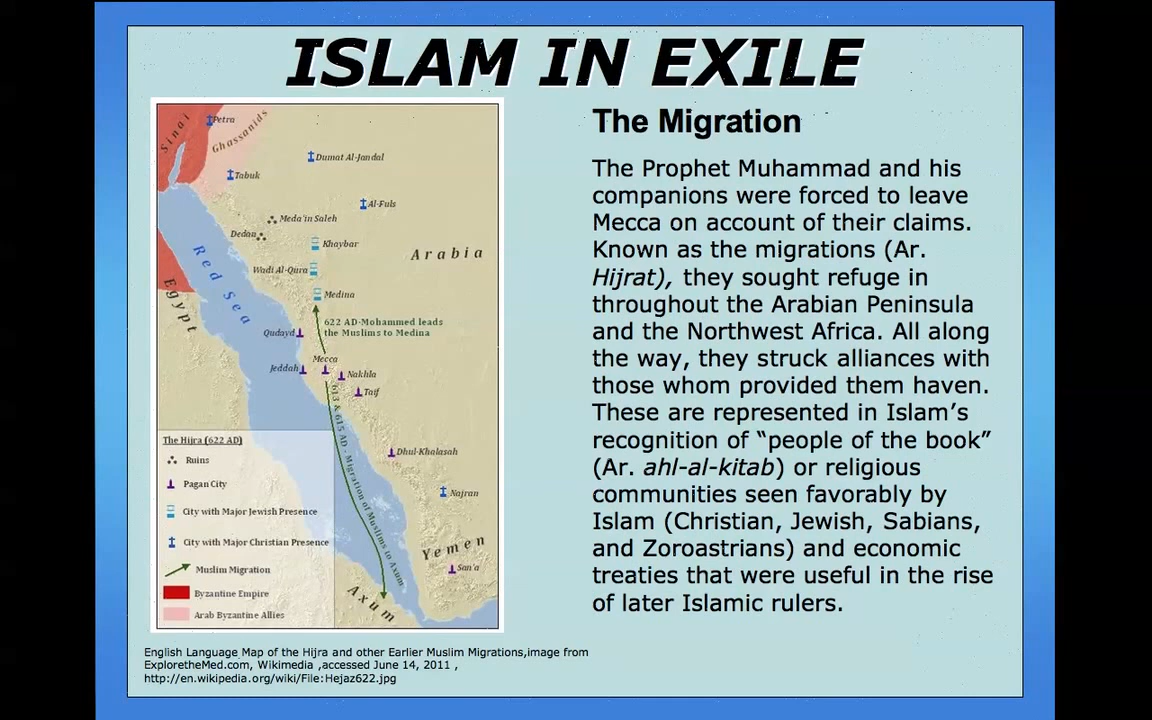 ISLAM IN EXILE
Sinai
Petra
Ghassanids
Dumat Al-Jandal
Tabuk
Al-Fuls
Meda'in Saleh
Dedan
Khaybar
Arabia
Wadi Al-Qura
Red Sea
Medina
Egypt
622 AD-Mohammed leads
the Muslims to Medina
Qudayd
Mecca
Jeddah
Nakhla
Taif
613 & 615 AD - Migration of Muslims to Axum
Dhul-Khalasah
Najran
Yemen
San'a
Axum
The Hijra (622 AD)
Ruins
Pagan City
City with Major Jewish Presence
City with Major Christian Presence
Muslim Migration
Byzantine Empire
Arab Byzantine Allies
English Language Map of the Hijra and other Earlier Muslim Migrations,image from
ExploretheMed.com, Wikimedia ,accessed June 14, 2011 ,
http://en.wikipedia.org/wiki/File:Hejaz622.jpg
The Migration
The Prophet Muhammad and his
companions were forced to leave
Mecca on account of their claims.
Known as the migrations (Ar.
Hijrat), they sought refuge in
throughout the Arabian Peninsula
and the Northwest Africa. All along
the way, they struck alliances with
those whom provided them haven.
These are represented in Islam’s
recognition of “people of the book”
(Ar. ahl-al-kitab) or religious
communities seen favorably by
Islam (Christian, Jewish, Sabians,
and Zoroastrians) and economic
treaties that were useful in the rise
of later Islamic rulers.